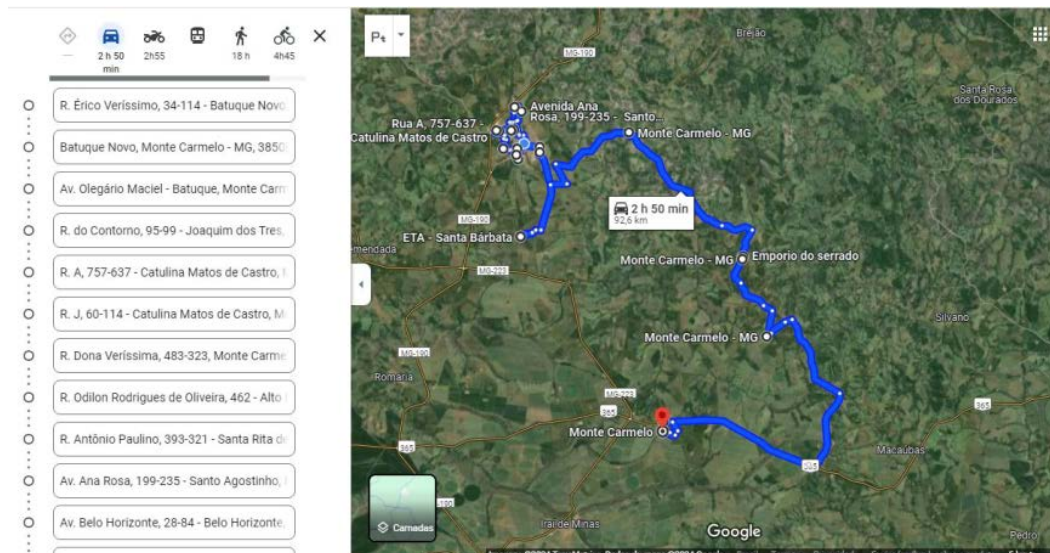 2 h 50
min
2h55
18 h
4h45
R. Érico Veríssimo, 34-114 - Batuque Novo
Batuque Novo, Monte Carmelo - MG, 3850
Av. Olegário Maciel - Batuque, Monte Carm
R. do Contorno, 95-99 - Joaquim dos Tres,
R. A, 757-637 - Catulina Matos de Castro,
R. J, 60-114 - Catulina Matos de Castro, M
R. Dona Veríssima, 483-323, Monte Carme
R. Odilon Rodrigues de Oliveira, 462 - Alto
R. Antônio Paulino, 393-321 - Santa Rita de
Av. Ana Rosa, 199-235 - Santo Agostinho,
Av. Belo Horizonte, 28-84 - Belo Horizonte,
Brejão
MG-190
Santa Rosa
dos Dourados
Avenida Ana
Rosa, 199-235 - Santo...
Rua A, 757-637 -
Catulina Matos de Castro
Monte Carmelo - MG
2 h 50 min
92,6 km
MG-190
ETA - Santa Bárbata
emendada
MG-223
Monte Carmelo - MG
Emporio do serrado
Silvano
Monte Carmelo - MG
MG-190
Romaria
MG-223
365
365
Monte Carmelo
365
Macaúbas
Camadas
-190
Iraí de Minas
Google
Pedro